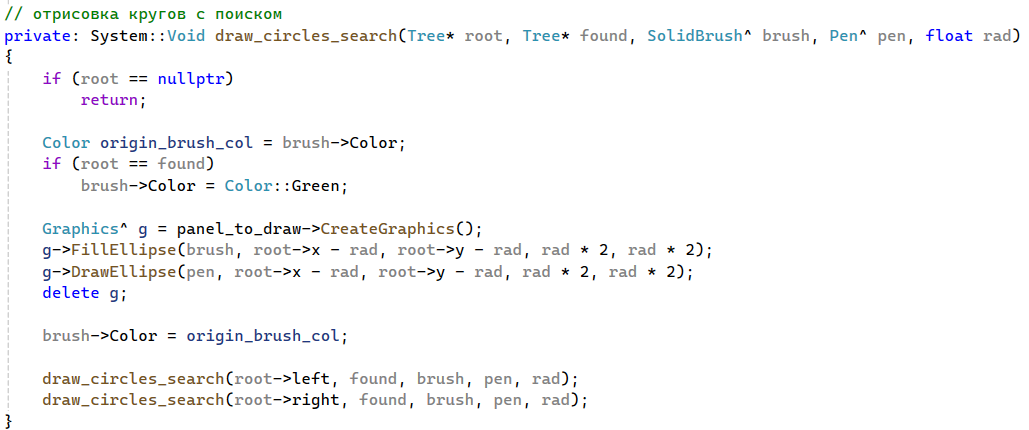 // отрисовка кругов с поиском
private: System::Void draw_circles_search(Tree* root, Tree* found, SolidBrush^ brush, Pen^ pen, float rad)
{
    if (root == nullptr)
        return;

    Color origin_brush_col = brush->Color;
    if (root == found)
        brush->Color = Color::Green;

    Graphics^ g = panel_to_draw->CreateGraphics();
    g->FillEllipse(brush, root->x - rad, root->y - rad, rad * 2, rad * 2);
    g->DrawEllipse(pen, root->x - rad, root->y - rad, rad * 2, rad * 2);
    delete g;

    brush->Color = origin_brush_col;

    draw_circles_search(root->left, found, brush, pen, rad);
    draw_circles_search(root->right, found, brush, pen, rad);
}